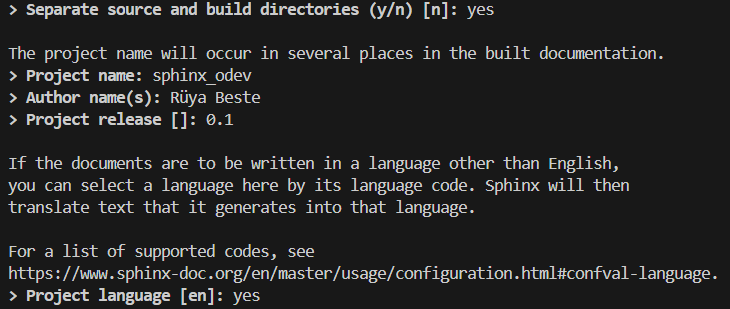 > Separate source and build directories (y/n) [n]: yes
The project name will occur in several places in the built documentation.
> Project name: sphinx_odev
> Author name(s): Rüya Beste
> Project release []: 0.1
If the documents are to be written in a language other than English,
you can select a language here by its language code. Sphinx will then
translate text that it generates into that language.
For a list of supported codes, see
https://www.sphinx-doc.org/en/master/usage/configuration.html#confval-language.
> Project language [en]: yes